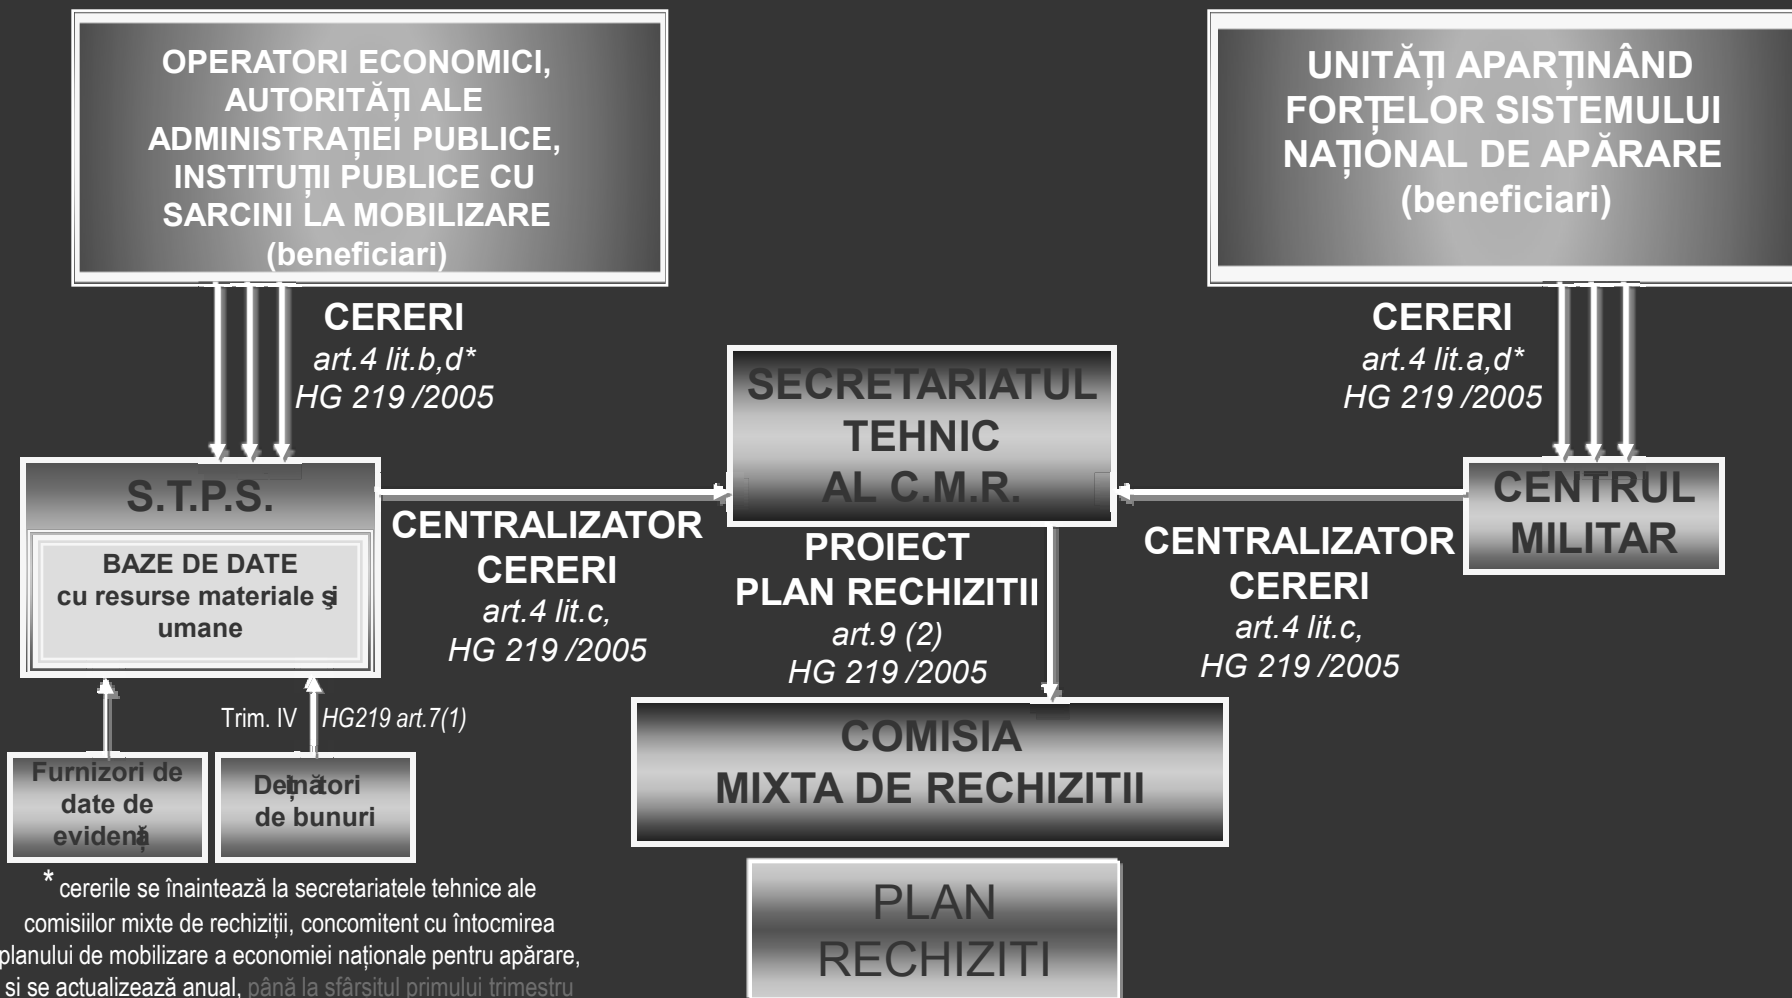 OPERATORI ECONOMICI,
AUTORITĂȚI ALE
ADMINISTRAȚIEI PUBLICE,
INSTITUȚII PUBLICE CU
SARCINI LA MOBILIZARE
(beneficiari)
UNITĂȚI APARȚINÂND
FORȚELOR SISTEMULUI
NAȚIONAL DE APĂRARE
(beneficiari)
CERERI
art.4 lit.b,d*
HG 219 /2005
CERERI
art.4 lit.a,d*
HG 219 /2005
SECRETARIATUL
TEHNIC
AL C.M.R.
S.T.P.S.
BAZE DE DATE
cu resurse materiale şi
umane
CENTRALIZATOR
CERERI
art.4 lit.c,
HG 219 /2005
PROIECT
PLAN RECHIZITII
art.9 (2)
HG 219 /2005
CENTRALIZATOR
CERERI
art.4 lit.c,
HG 219 /2005
CENTRUL
MILITAR
Trim. IV HG219 art.7(1)
Furnizori de
date de
evidență
Deținători
de bunuri
COMISIA
MIXTA DE RECHIZITII
PLAN
RECHIZITI
* cererile se înaintează la secretariatele tehnice ale
comisiilor mixte de rechiziții, concomitent cu întocmirea
planului de mobilizare a economiei naționale pentru apărare,
si se actualizează anual, până la sfârsitul primului trimestru